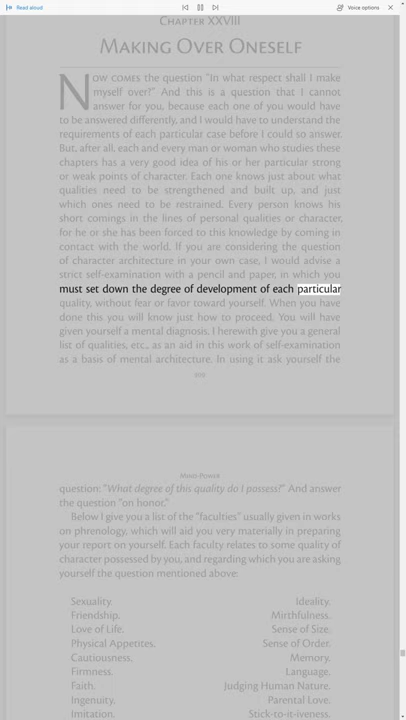 Read aloud
Voice options
CHAPTER XXVIII
MAKING OVER ONESELF
NOW COMES the question "In what respect shall I make
myself over?" And this is a question that I cannot
answer for you, because each one of you would have
to be answered differently, and I would have to understand the
requirements of each particular case before I could so answer.
But, after all, each and every man or woman who studies these
chapters has a very good idea of his or her particular strong
or weak points of character. Each one knows just about what
qualities need to be strengthened and built up, and just
which ones need to be restrained. Every person knows his
short comings in the lines of personal qualities or character,
for he or she has been forced to this knowledge by coming in
contact with the world. If you are considering the question
of character architecture in your own case, I would advise a
strict self-examination with a pencil and paper, in which you
must set down the degree of development of each particular
quality, without fear or favor toward yourself. When you have
done this you will know just how to proceed. You will have
given yourself a mental diagnosis. I herewith give you a general
list of qualities, etc., as an aid in this work of self-examination
as a basis of mental architecture. In using it ask yourself the
MIND-POWER
question: "What degree of this quality do I possess?" And answer
the question "on honor."
Below I give you a list of the "faculties" usually given in works
on phrenology, which will aid you very materially in preparing
your report on yourself. Each faculty relates to some quality of
character possessed by you, and regarding which you are asking
yourself the question mentioned above:
Sexuality. Ideality.
Friendship. Mirthfulness.
Love of Life. Sense of Size.
Physical Appetites. Sense of Order.
Cautiousness. Memory.
Firmness. Language.
Faith. Judging Human Nature.
Ingenuity. Parental Love.
Imitation. Stick-to-it-iveness.